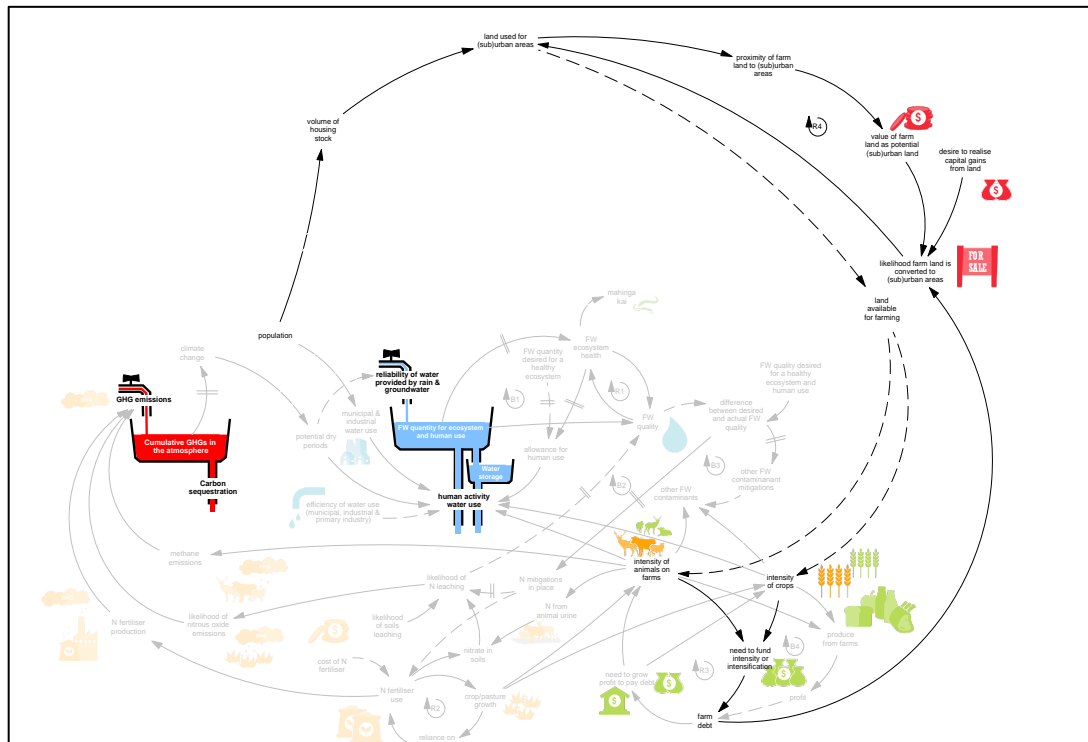 land used for
(sub)urban areas
proximity of farm
land to (sub)urban
areas
R4
volume of
housing
stock
value of farm
land as potential
(sub)urban land
desire to realise
capital gains
from land
$
$
FOR
SALE
likelihood farm land is
converted to
(sub)urban areas
land
available
for farming
mahinga
kai
population
climate
change
FW
ecosystem
health
FW quantity
desired for a
healthy
ecosystem
FW quality desired
for a healthy
ecosystem and
human use
reliability of water
provided by rain &
groundwater
B1
R1
GHG emissions
municipal &
industrial
water use
difference
between desired
and actual FW
quality
FW quantity for ecosystem
and human use
FW
quality
potential dry
periods
Cumulative GHGs in
the atmosphere
allowance for
human use
Water
storage
B3
other FW
contaminanant
mitigations
Carbon
sequestration
B2
other FW
contaminants
human activity
water use
efficiency of water use
(municipal, industrial &
primary industry)
methane
emissions
intensity of
animals on
farms
intensity
of crops
likelihood of
N leaching
N mitigations
in place
N from
animal urine
likelihood of
nitrous oxide
emissions
N fertiliser
production
likelihood
of soils
leaching
$
produce
from farms
nitrate in
soils
need to fund
intensity or
intensification
B4
cost of N
fertiliser
need to grow
profit to pay debt
R3
$
$
$
N fertiliser
use
R2
crop/pasture
growth
profit
farm
debt
reliance on